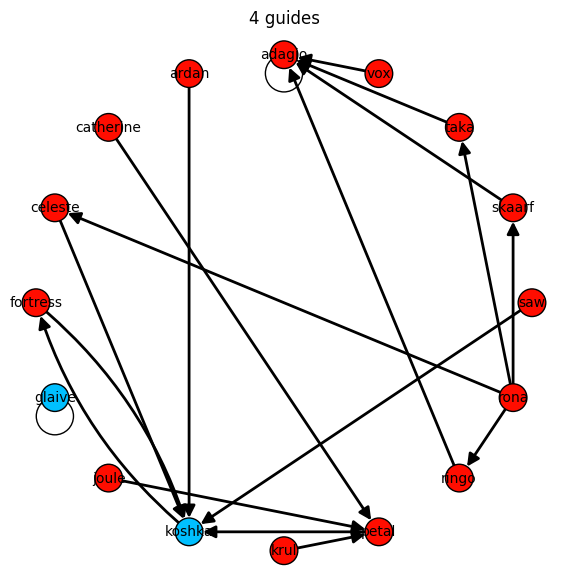 4 guides
adagio
ardan
vox
catherine
taka
celeste
skaarf
fortress
saw
glaive
rona
joule
ringo
koshka
petal
krul